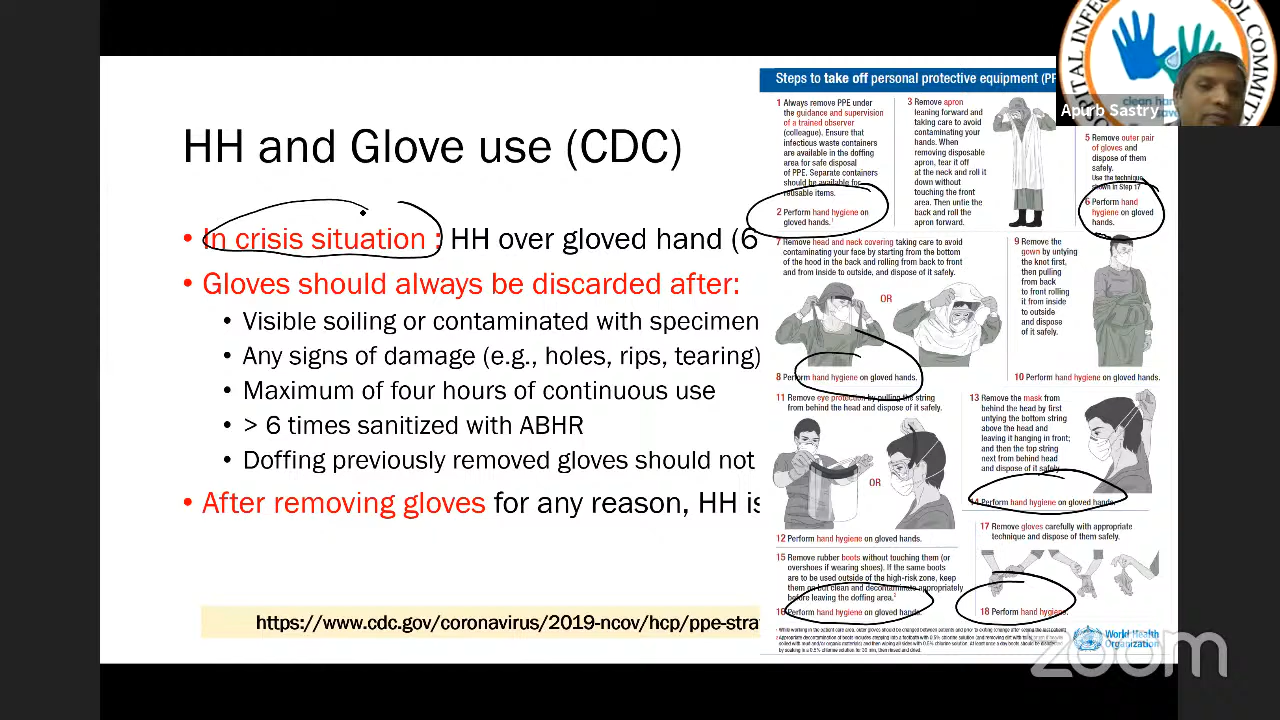 HH and Glove use (CDC)
• In crisis situation : HH over gloved hand (6
• Gloves should always be discarded after:
• Visible soiling or contaminated with specimen
• Any signs of damage (e.g., holes, rips, tearing)
• Maximum of four hours of continuous use
• > 6 times sanitized with ABHR
• Doffing previously removed gloves should not
• After removing gloves for any reason, HH is
https://www.cdc.gov/coronavirus/2019-ncov/hcp/ppe-stra
Steps to take off personal protective equipment (PP
1 Always remove PPE under
the guidance and supervision
of a trained observer
(colleague). Ensure that
infectious waste containers
are available in the doffing
area for safe disposal
of PPE. Separate containers
should be available for
reusable items.
2 Perform hand hygiene on
gloved hands.¹
3 Remove apron
leaning forward and
taking care to avoid
contaminating your
hands. When
removing disposable
apron, tear it off
at the neck and roll it
down without
touching the front
area. Then untie the
back and roll the
apron forward.
5 Remove outer pair
of gloves and
dispose of them
safely.
Use the technique
shown in Step 17
6 Perform hand
hygiene on gloved
hands.
7 Remove head and neck covering taking care to avoid
contaminating your face by starting from the bottom
of the hood in the back and rolling from back to front
and from inside to outside, and dispose of it safely.
OR
8 Perform hand hygiene on gloved hands.
9 Remove the
gown by untying
the knot first,
then pulling
from back
to front rolling
it from inside
to outside
and dispose
of it safely.
10 Perform hand hygiene on gloved hands.
11 Remove eye protection by pulling the string
from behind the head and dispose of it safely.
OR
12 Perform hand hygiene on gloved hands.
13 Remove the mask from
behind the head by first
untying the bottom string
above the head and
leaving it hanging in front;
and then the top string
next from behind head
and dispose of it safely.
14 Perform hand hygiene on gloved hands.
15 Remove rubber boots without touching them (or
overshoes if wearing shoes). If the same boots
are to be used outside of the high-risk zone, keep
them on but clean and decontaminate appropriately
before leaving the doffing area.²
16 Perform hand hygiene on gloved hands.
17 Remove gloves carefully with appropriate
technique and dispose of them safely.
18 Perform hand hygiene.
World Health
Organization
Apurb Sastry
zoom